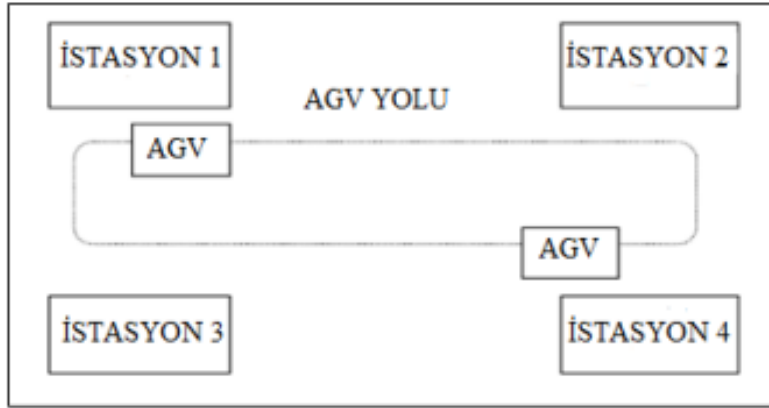 İSTASYON 1
İSTASYON 2
AGV YOLU
AGV
AGV
İSTASYON 3
İSTASYON 4